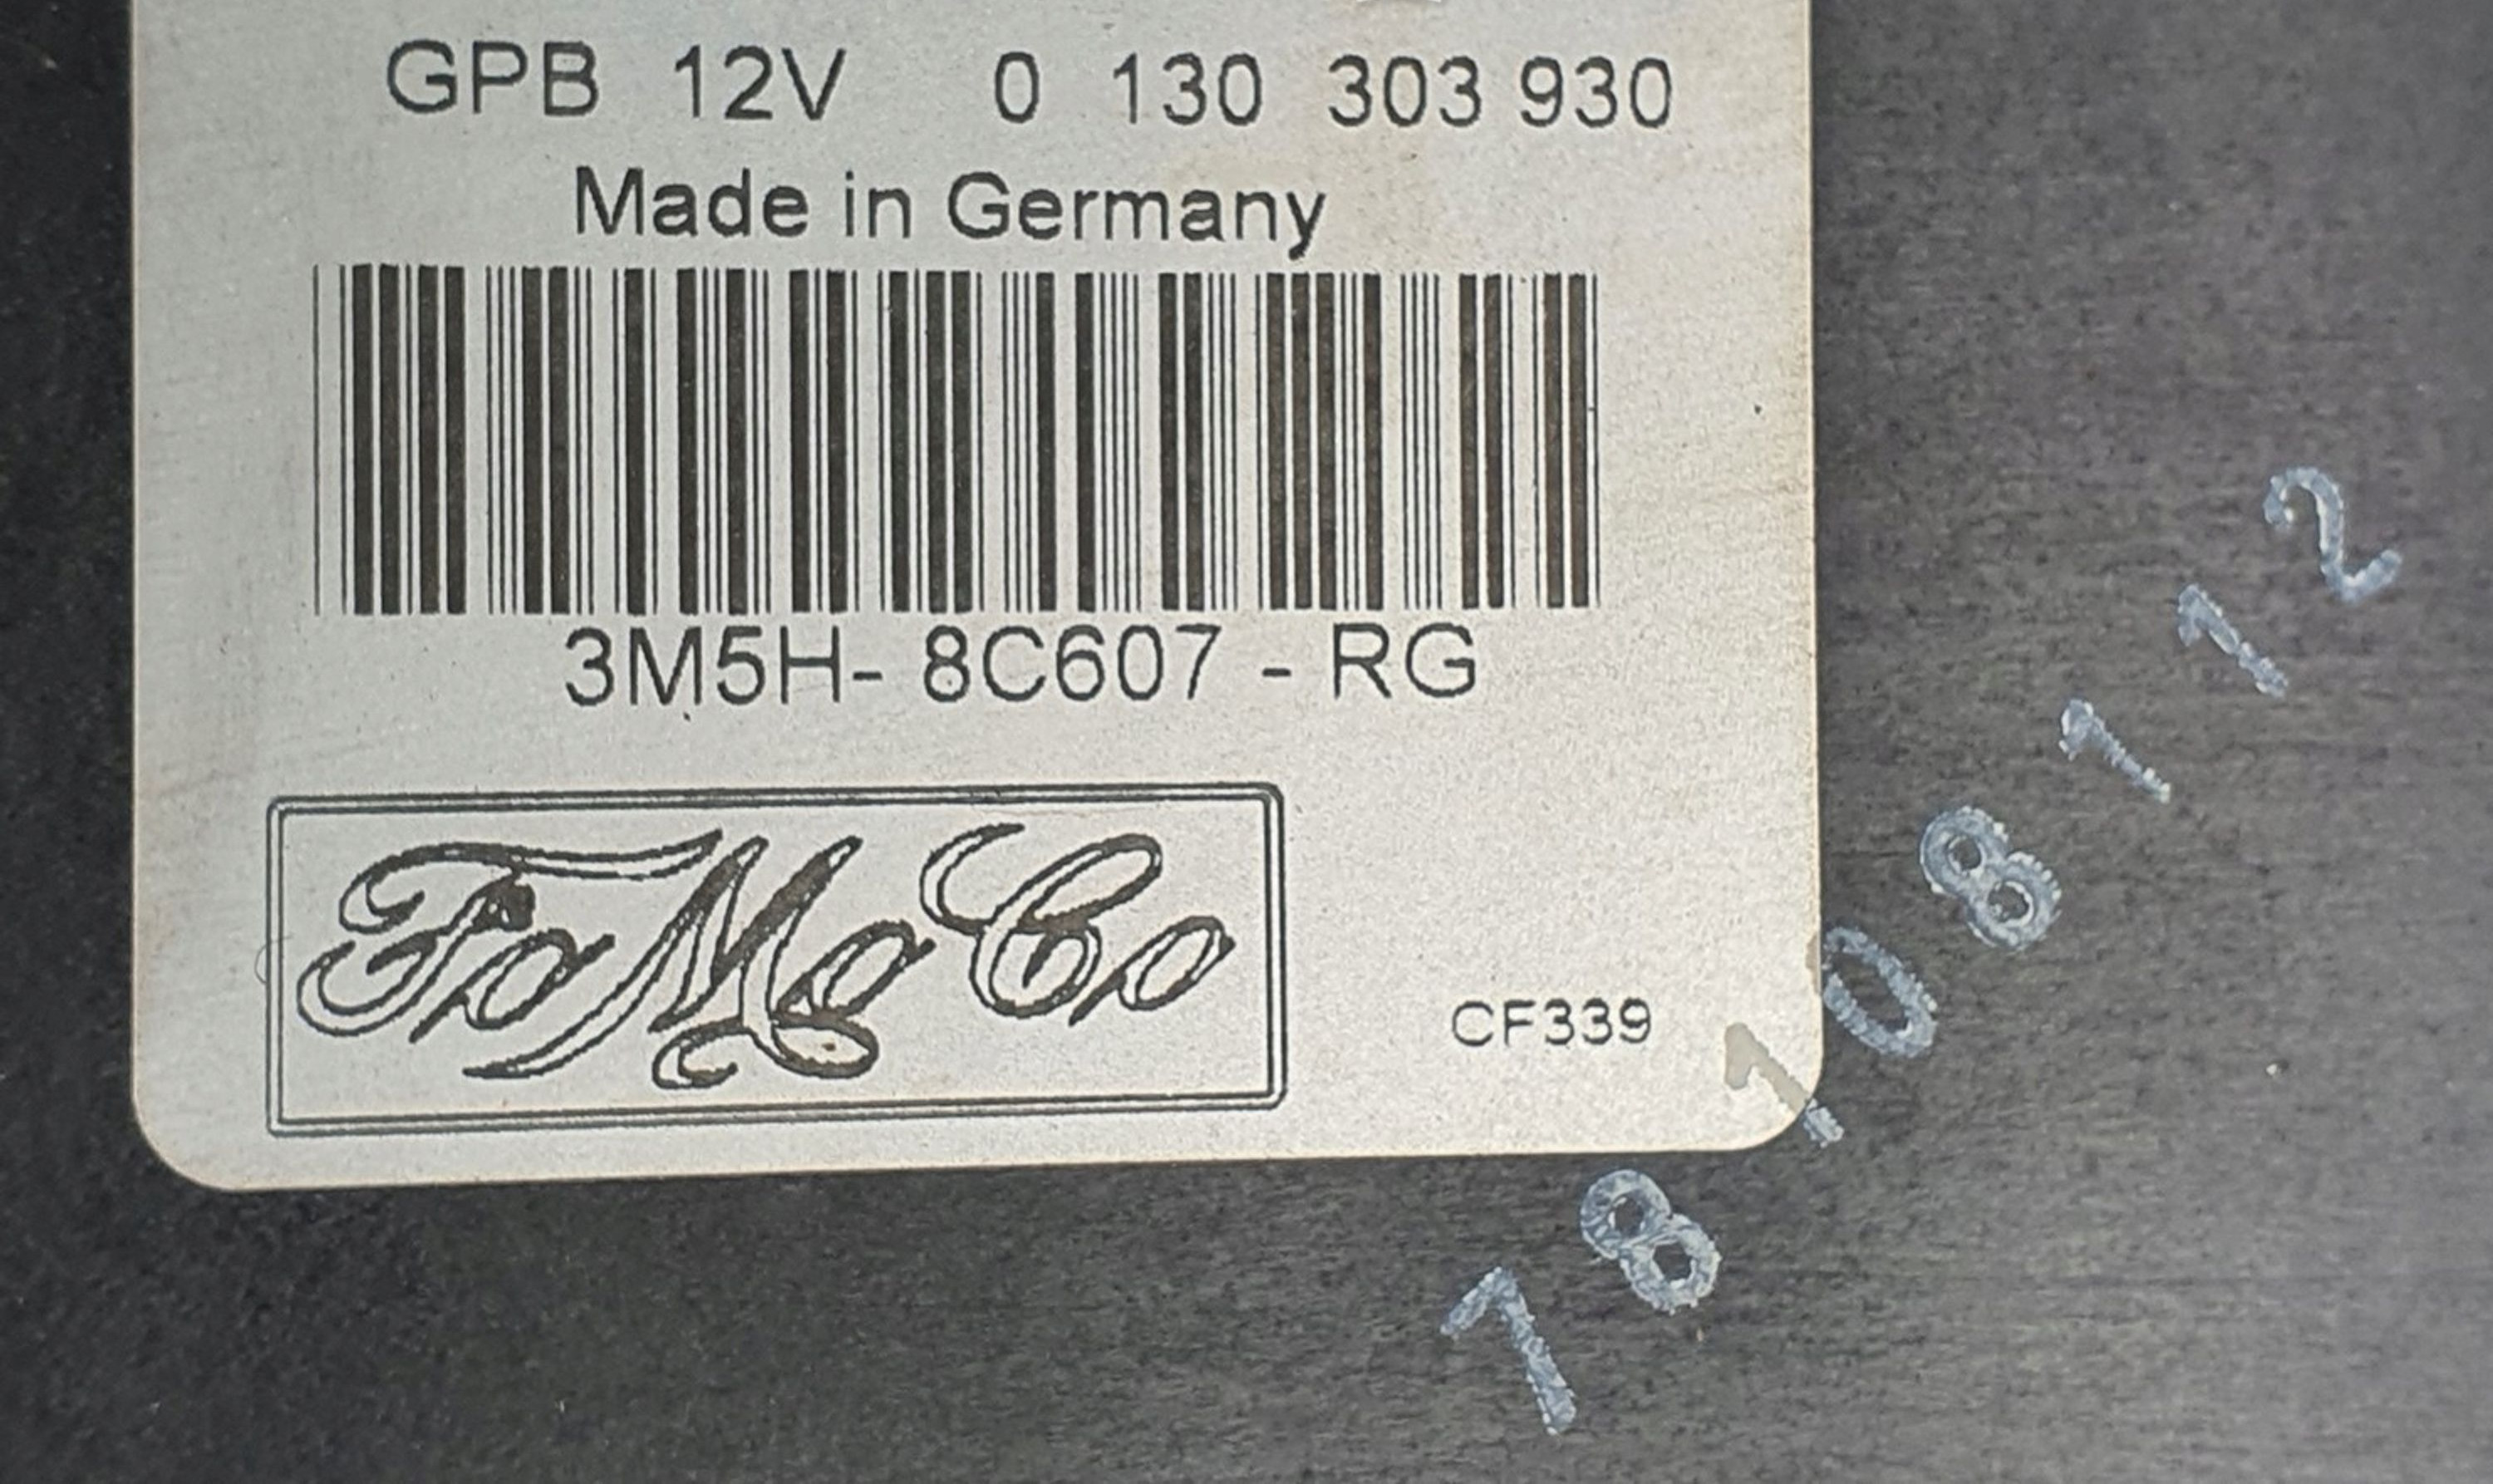 GPB 12V 0 130 303 930
Made in Germany
3M5H- 8C607 - RG
FoMoCo
CF339
78108112